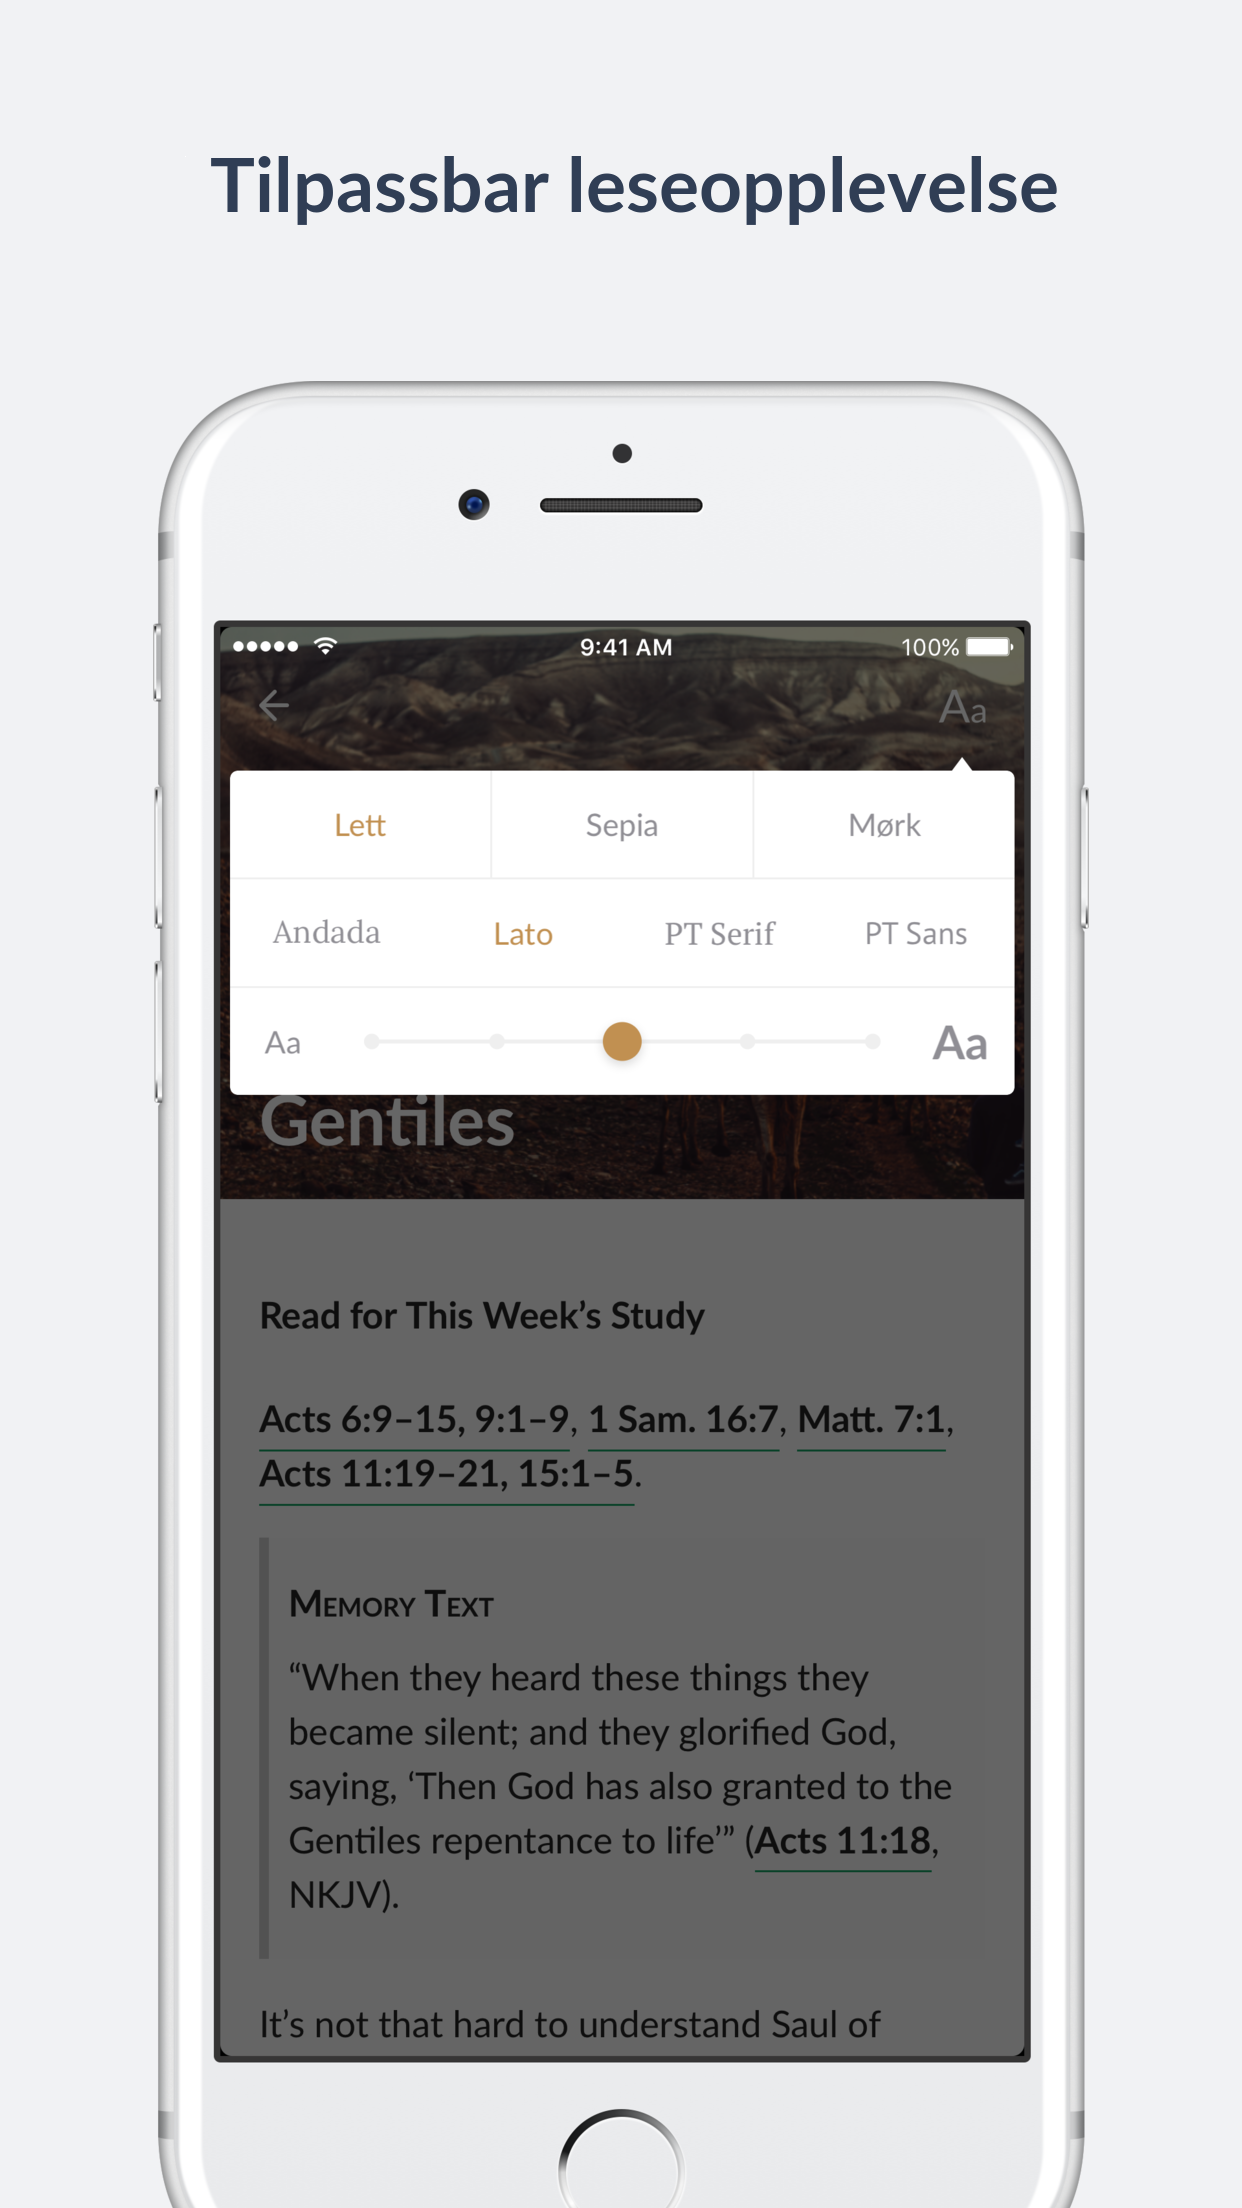 Tilpassbar leseopplevelse
9:41 AM
100%
Aa
Lett Sepia Mørk
Andada Lato PT Serif PT Sans
Aa Aa
Gentiles
Read for This Week’s Study
Acts 6:9–15, 9:1–9, 1 Sam. 16:7, Matt. 7:1,
Acts 11:19–21, 15:1–5.
Memory Text
“When they heard these things they
became silent; and they glorified God,
saying, ‘Then God has also granted to the
Gentiles repentance to life’” (Acts 11:18,
NKJV).
It’s not that hard to understand Saul of